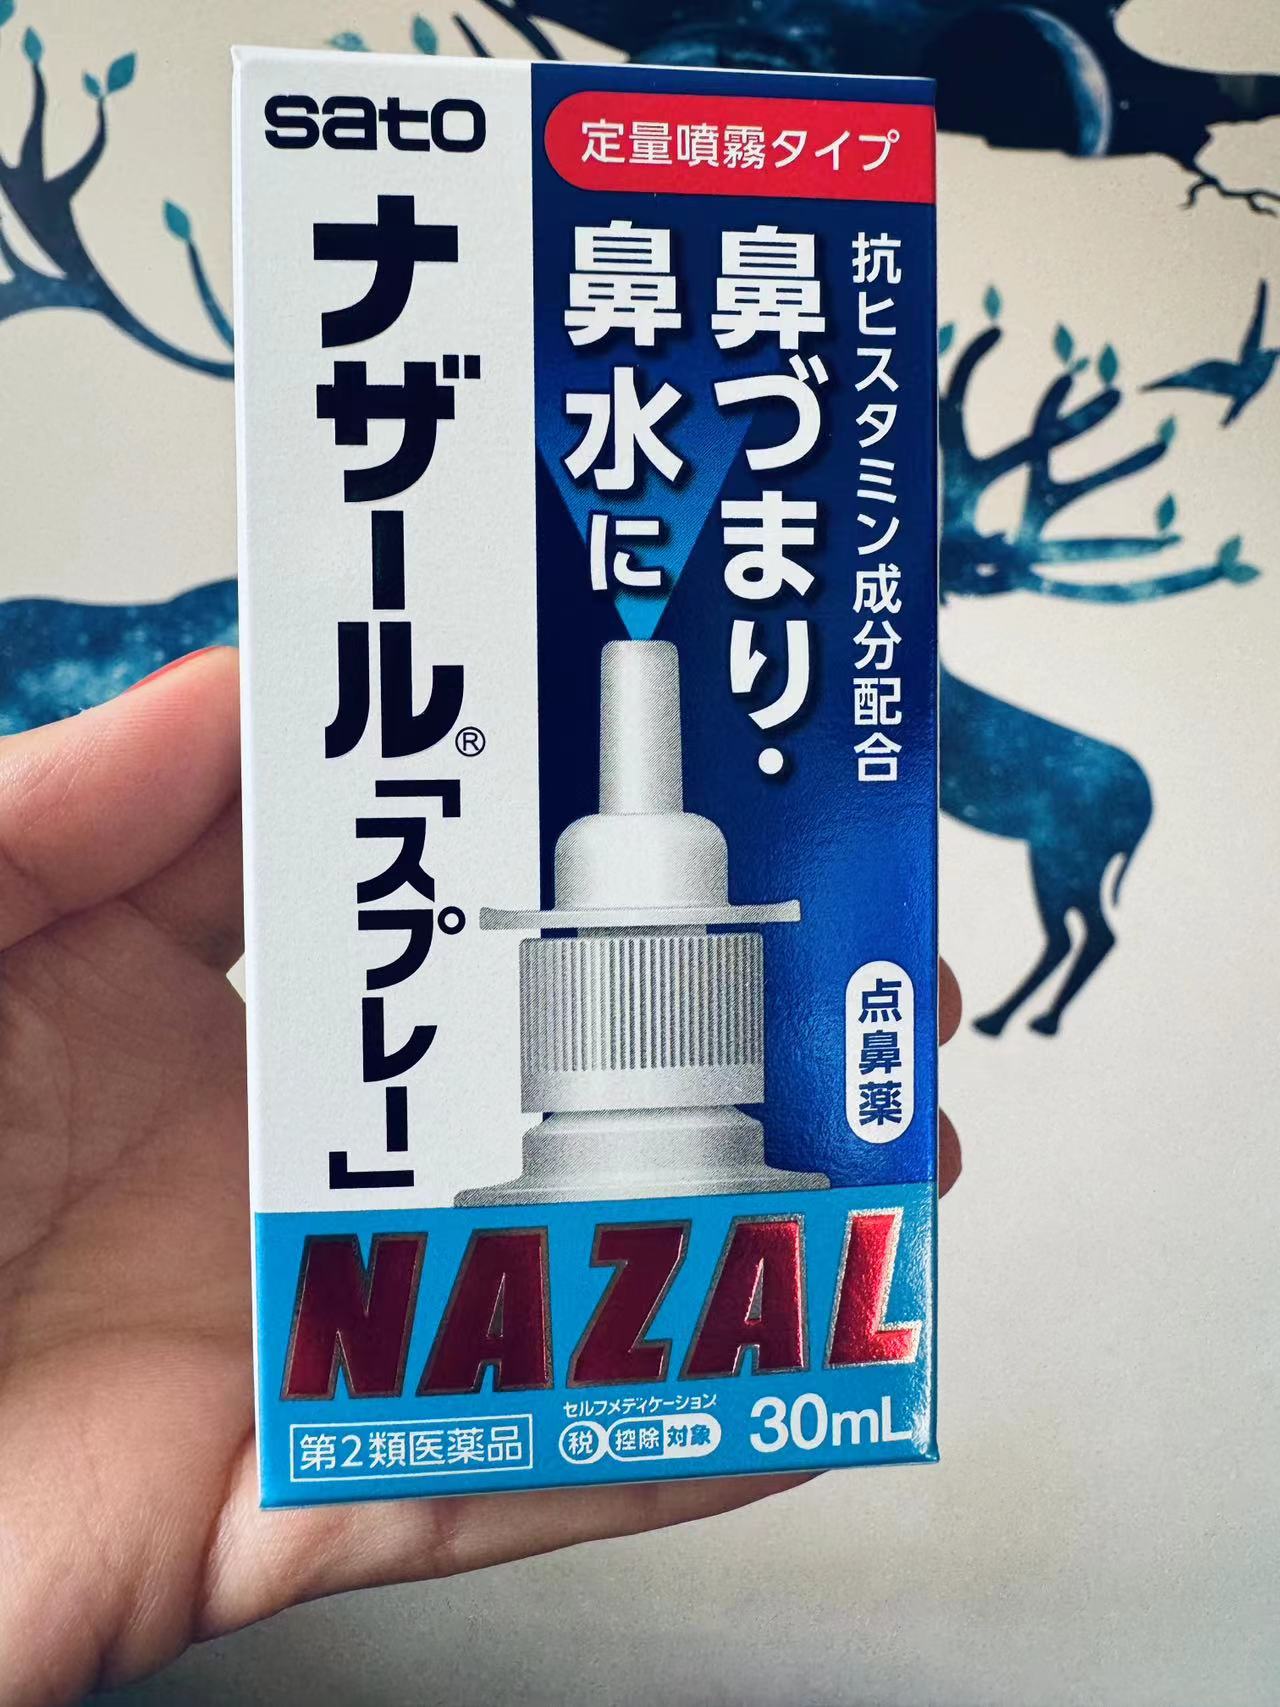 sato
定量噴霧タイプ
抗ヒスタミン成分配合
鼻づまり・
鼻水に
ナザール®「スプレー」
点鼻薬
NAZAL
第2類医薬品
セルフメディケーション
税 控除 対象
30mL